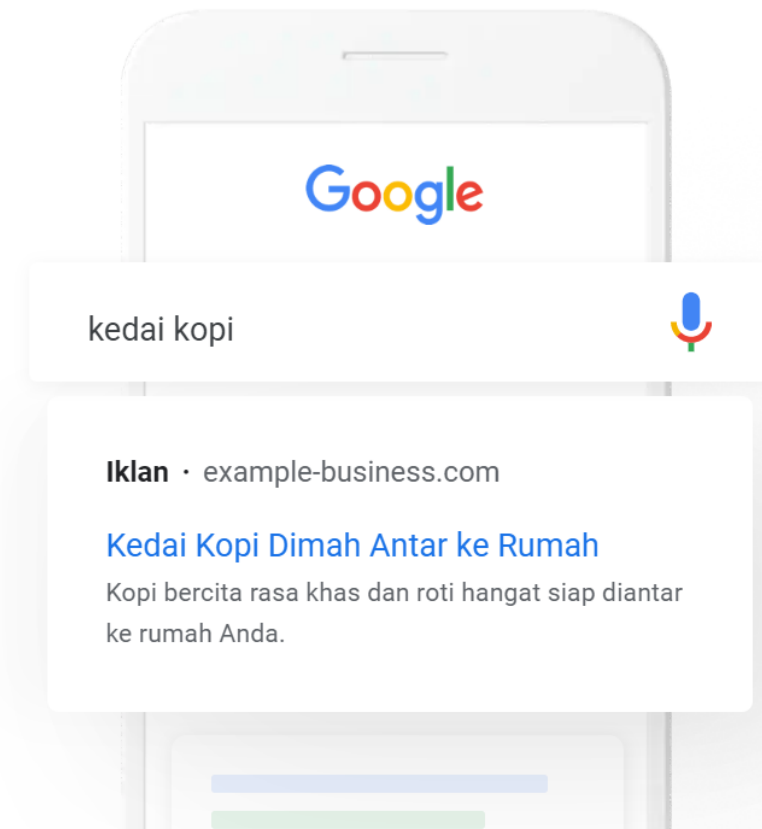 Google
kedai kopi
Iklan · example-business.com
Kedai Kopi Dimah Antar ke Rumah
Kopi bercita rasa khas dan roti hangat siap diantar
ke rumah Anda.